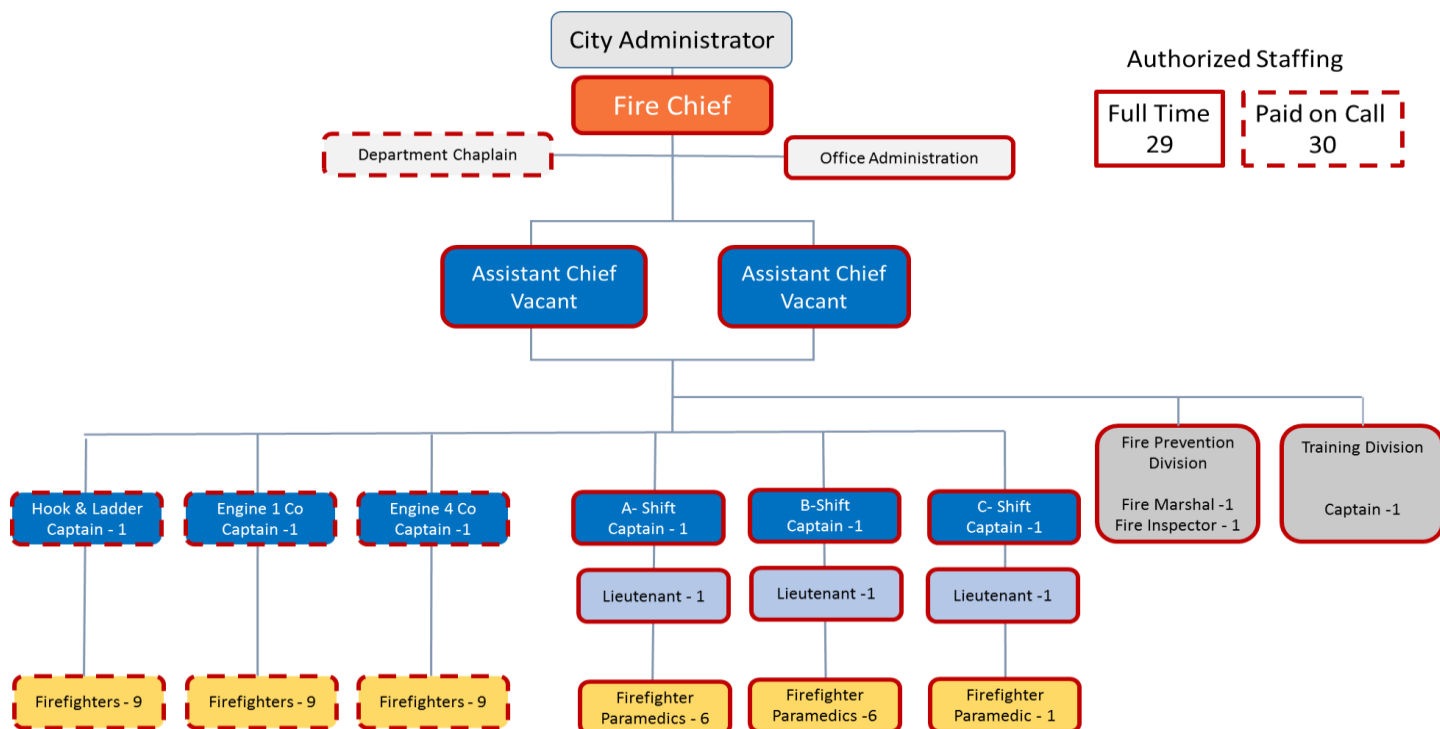 City Administrator
Fire Chief
Authorized Staffing
Full Time
29
Paid on Call
30
Department Chaplain
Office Administration
Assistant Chief
Vacant
Assistant Chief
Vacant
Fire Prevention
Division
Fire Marshal -1
Fire Inspector - 1
Training Division
Captain -1
Hook & Ladder
Captain - 1
Engine 1 Co
Captain -1
Engine 4 Co
Captain -1
A- Shift
Captain - 1
B-Shift
Captain -1
C- Shift
Captain -1
Lieutenant - 1
Lieutenant -1
Lieutenant -1
Firefighters - 9
Firefighters - 9
Firefighters - 9
Firefighter
Paramedics - 6
Firefighter
Paramedics -6
Firefighter
Paramedic - 1